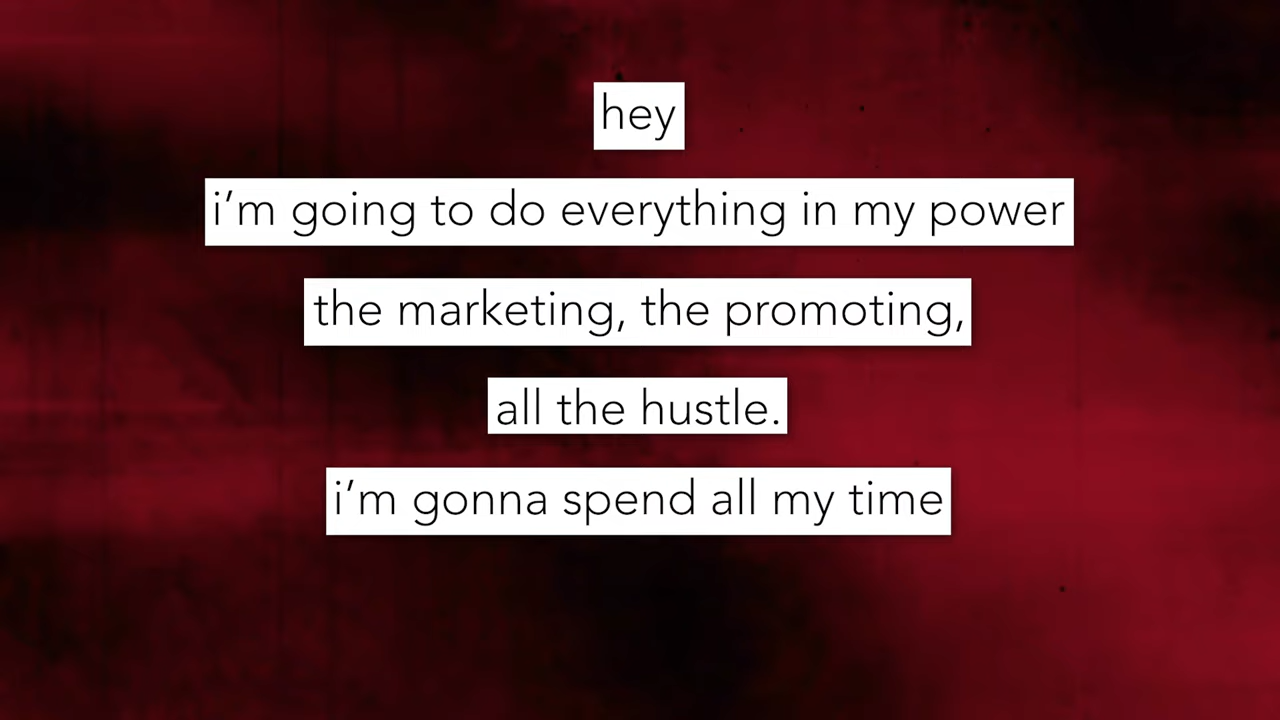 hey
i’m going to do everything in my power
the marketing, the promoting,
all the hustle.
i’m gonna spend all my time